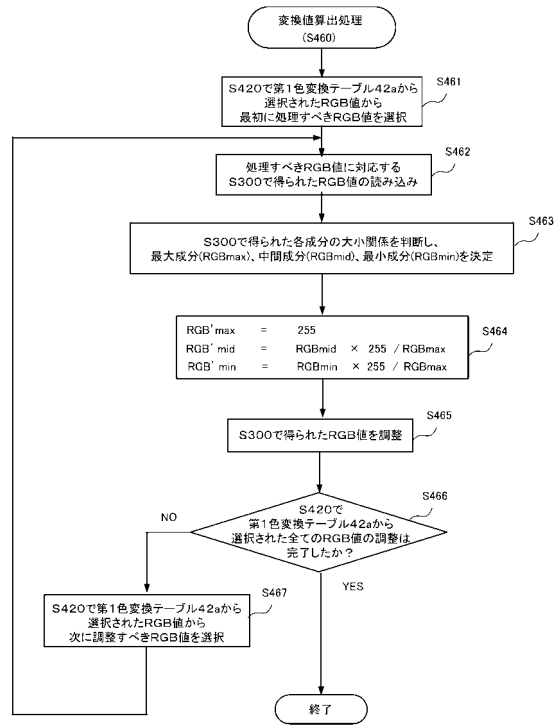 変換値算出処理
(S460)
S461
S420で第1色変換テーブル42aから
選択されたRGB値から
最初に処理すべきRGB値を選択
S462
処理すべきRGB値に対応する
S300で得られたRGB値の読み込み
S463
S300で得られた各成分の大小関係を判断し、
最大成分(RGBmax)、中間成分(RGBmid)、最小成分(RGBmin)を決定
S464
RGB'max = 255
RGB'mid = RGBmid × 255 / RGBmax
RGB'min = RGBmin × 255 / RGBmax
S465
S300で得られたRGB値を調整
S466
S420で
第1色変換テーブル42aから
選択された全てのRGB値の調整は
完了したか？
NO
YES
S467
S420で第1色変換テーブル42aから
選択されたRGB値から
次に調整すべきRGB値を選択
終了